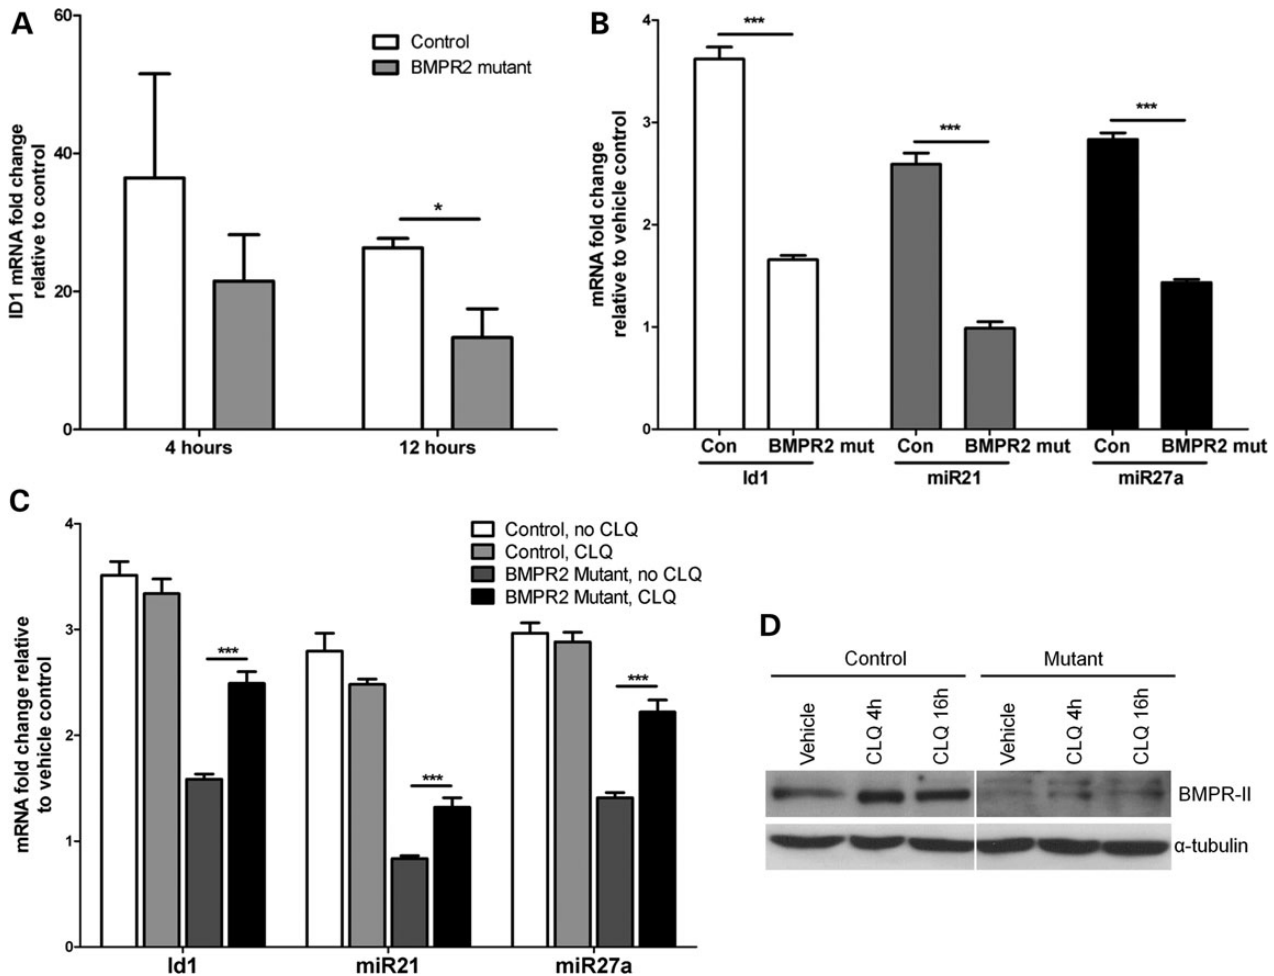 A
60
40
20
0
ID1 mRNA fold change
relative to control
Control
BMPR2 mutant
*
4 hours
12 hours
B
4
3
2
1
0
mRNA fold change
relative to vehicle control
***
***
***
Con
BMPR2 mut
Con
BMPR2 mut
Con
BMPR2 mut
Id1
miR21
miR27a
C
4
3
2
1
0
mRNA fold change relative
to vehicle control
Control, no CLQ
Control, CLQ
BMPR2 Mutant, no CLQ
BMPR2 Mutant, CLQ
***
***
***
Id1
miR21
miR27a
D
Control
Mutant
Vehicle
CLQ 4h
CLQ 16h
Vehicle
CLQ 4h
CLQ 16h
BMPR-II
α-tubulin